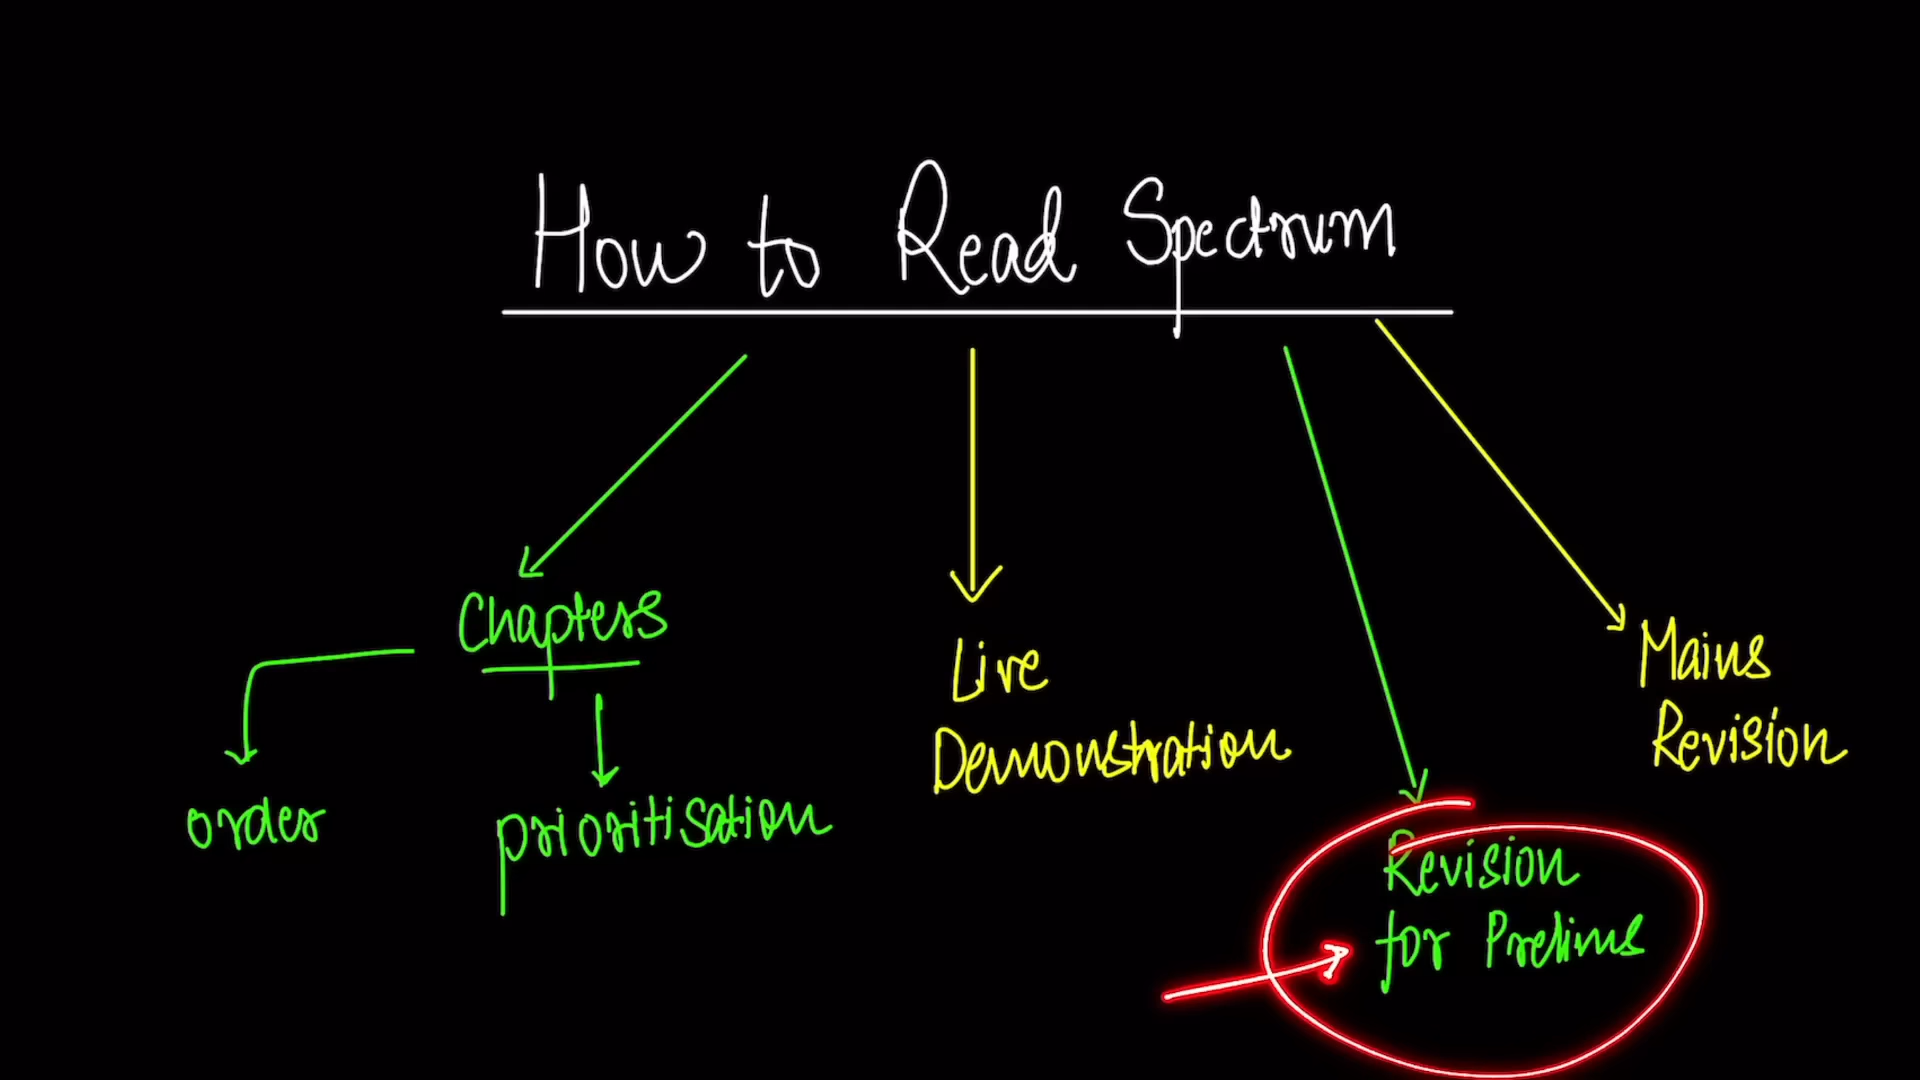 How to Read Spectrum
Chapters
order
prioritisation
Live
Demonstration
Revision
for Prelims
Mains
Revision